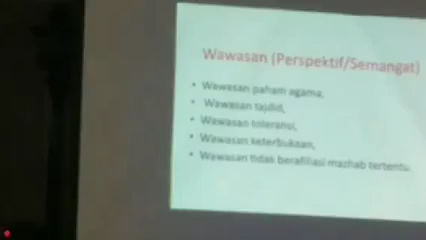 Wawasan (Perspektif/Semangat)
• Wawasan paham agama,
• Wawasan tajdid,
• Wawasan toleransi,
• Wawasan keterbukaan,
• Wawasan tidak berafiliasi mazhab tertentu.